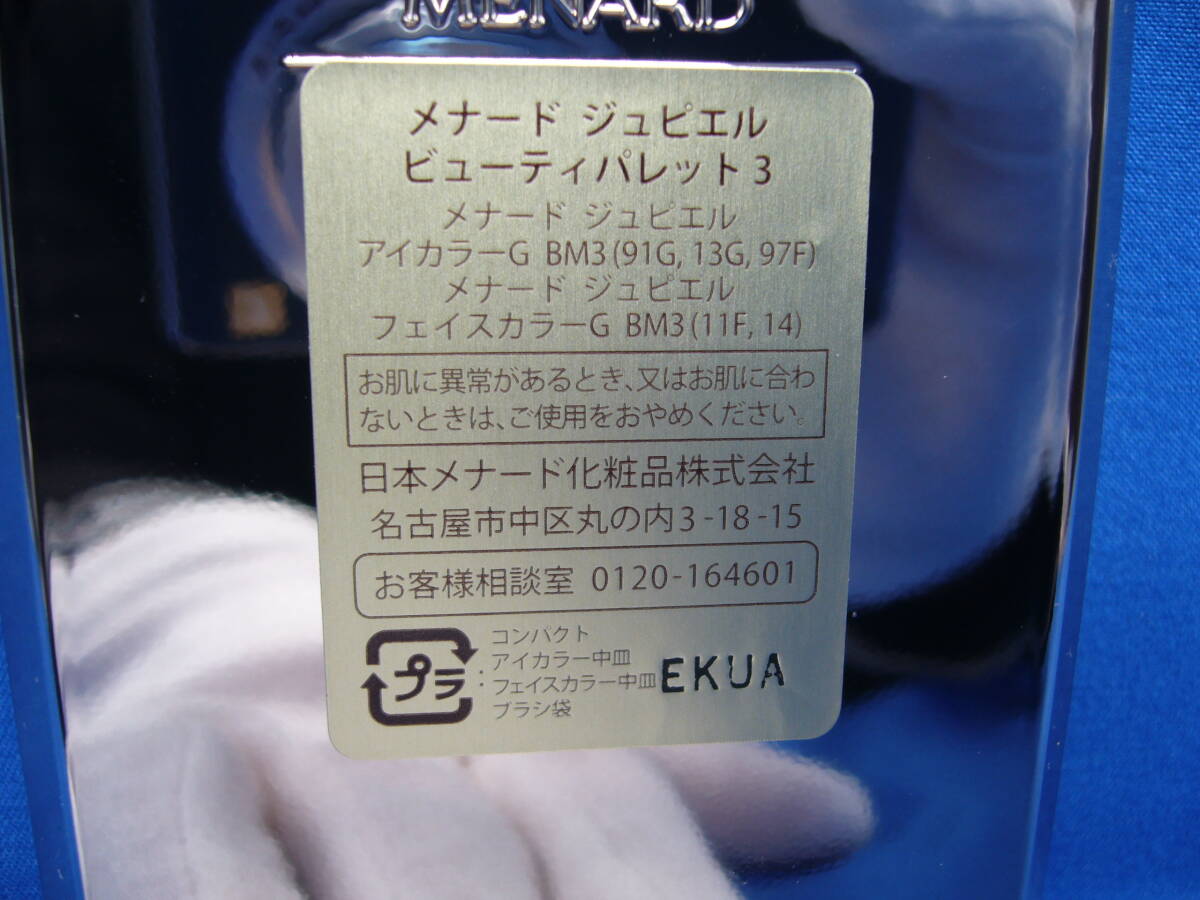 MENARD
メナード ジュピエル
ビューティパレット 3
メナード ジュピエル
アイカラーG BM3 (91G, 13G, 97F)
メナード ジュピエル
フェイスカラーG BM3 (11F, 14)
お肌に異常があるとき、又はお肌に合わ
ないときは、ご使用をおやめください。
日本メナード化粧品株式会社
名古屋市中区丸の内3-18-15
お客様相談室 0120-164601
プラ :
コンパクト
アイカラー中皿
フェイスカラー中皿
ブラシ袋
EKUA